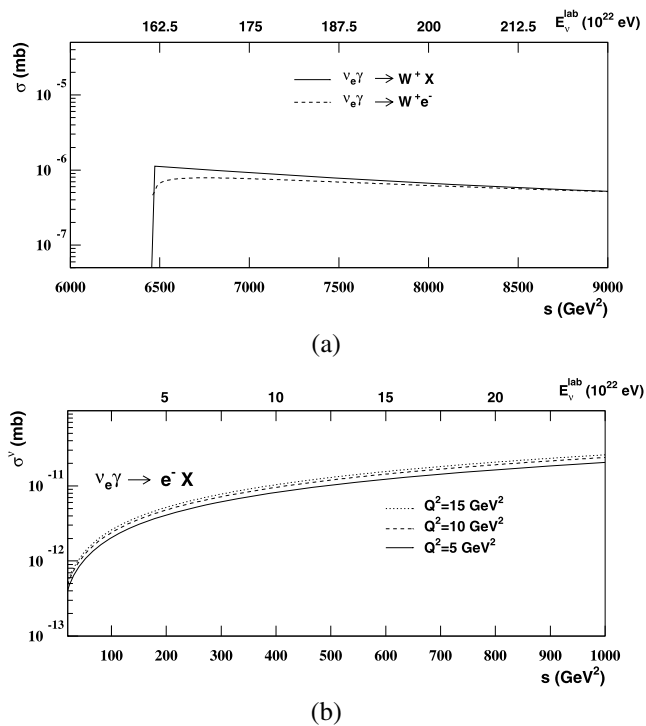 162.5 175 187.5 200 212.5 E_ν^lab (10^22 eV)
σ (mb)
10^-5
10^-6
10^-7
ν_e γ → W^+ X
ν_e γ → W^+ e^-
6000 6500 7000 7500 8000 8500 9000
s (GeV^2)
(a)
5 10 15 20 E_ν^lab (10^22 eV)
σ^ν (mb)
10^-11
10^-12
10^-13
ν_e γ → e^- X
Q^2=15 GeV^2
Q^2=10 GeV^2
Q^2=5 GeV^2
100 200 300 400 500 600 700 800 900 1000
s (GeV^2)
(b)